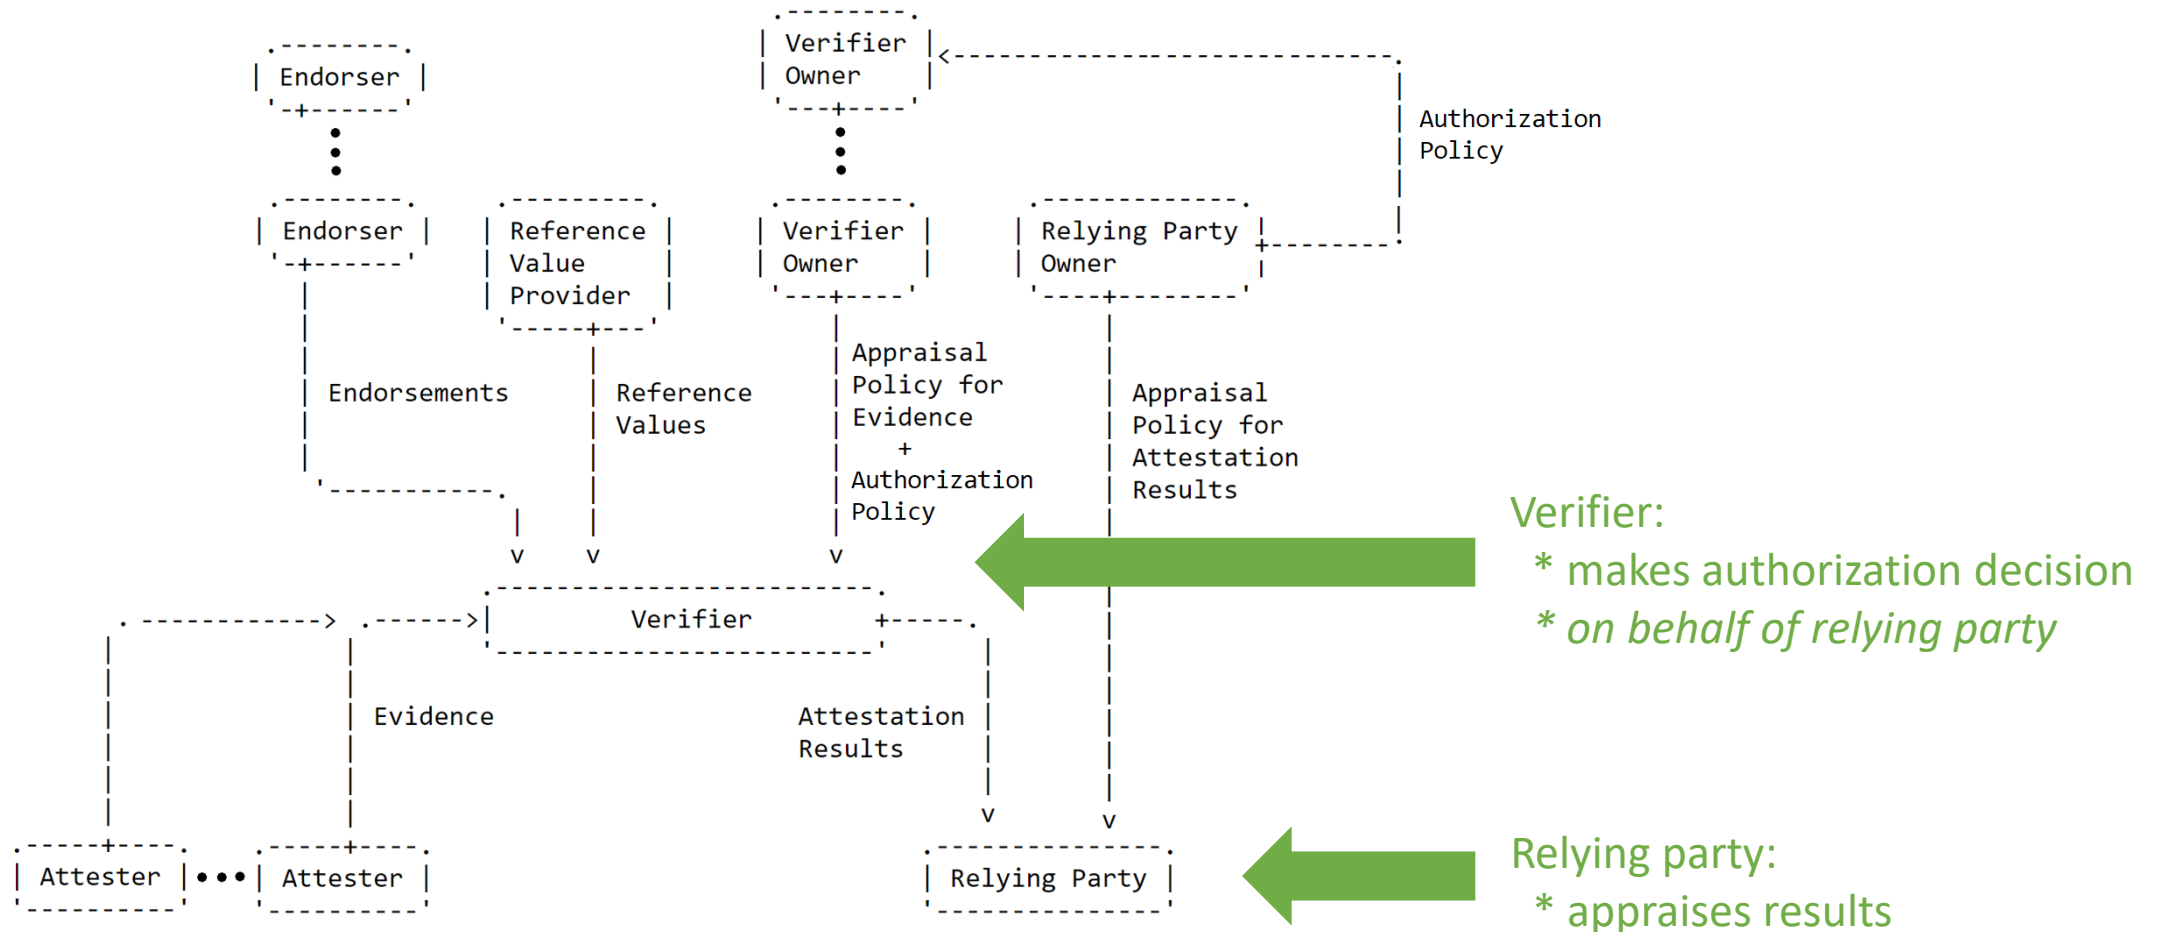 Endorser
Verifier
Owner
Authorization
Policy
Endorser
Reference
Value
Provider
Verifier
Owner
Relying Party
Owner
Endorsements
Reference
Values
Appraisal
Policy for
Evidence
+
Authorization
Policy
Appraisal
Policy for
Attestation
Results
Verifier:
* makes authorization decision
* on behalf of relying party
Verifier
Evidence
Attestation
Results
Attester
Attester
Relying Party
Relying party:
* appraises results